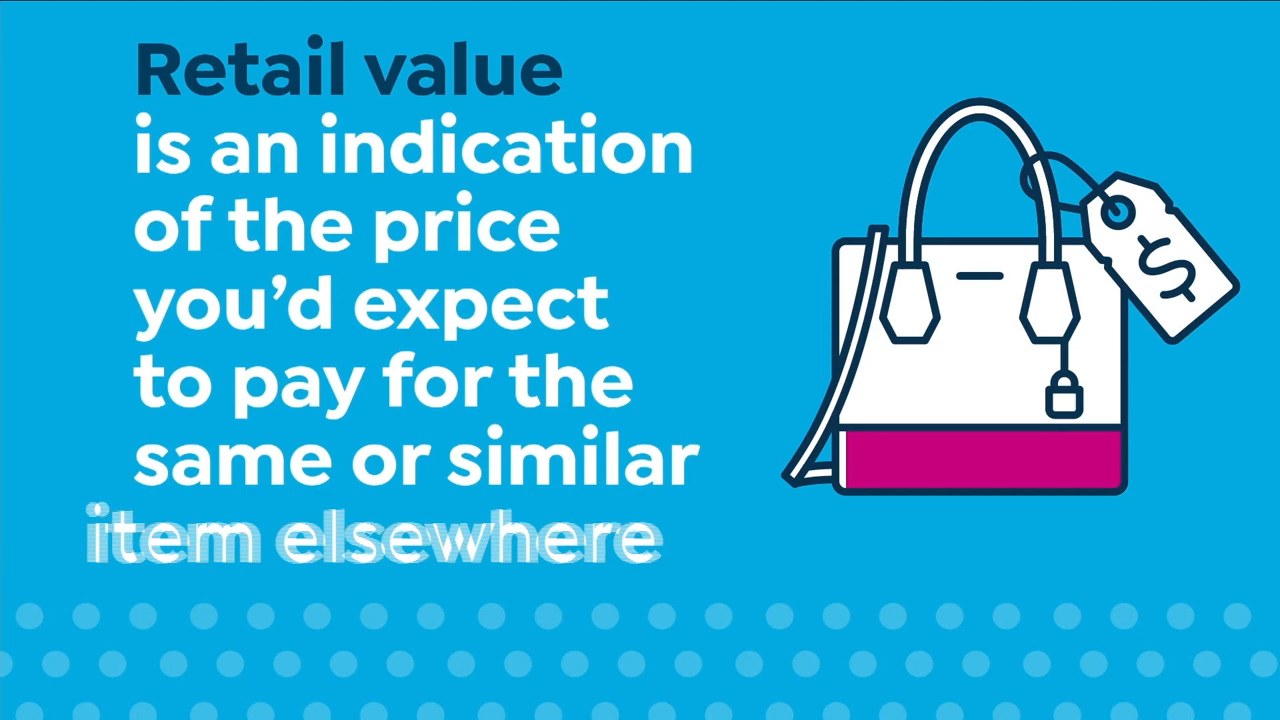 Retail value
is an indication
of the price
you’d expect
to pay for the
same or similar
item elsewhere
$